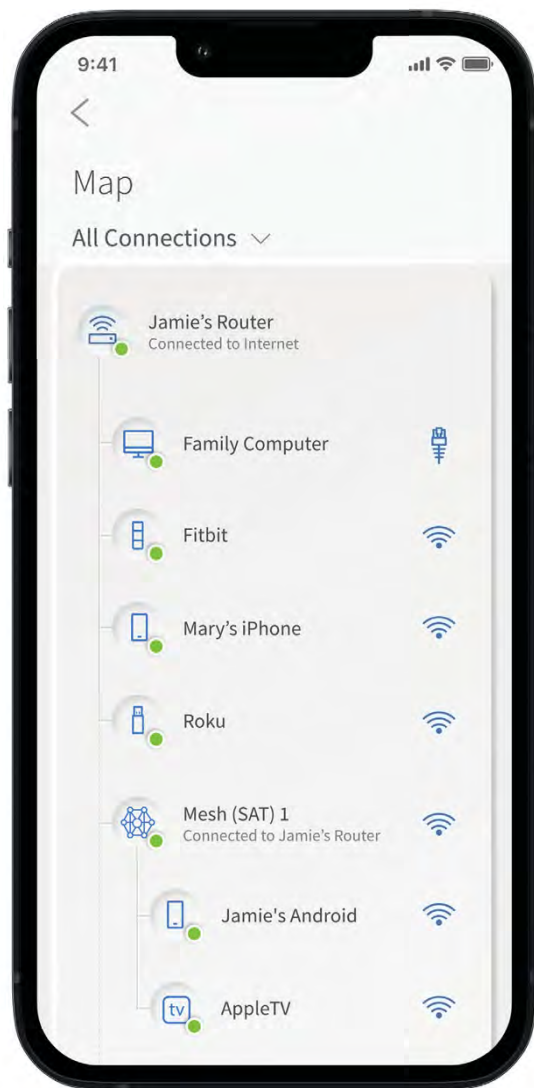 9:41
Map
All Connections
Jamie’s Router
Connected to Internet
Family Computer
Fitbit
Mary’s iPhone
Roku
Mesh (SAT) 1
Connected to Jamie’s Router
Jamie's Android
tv
AppleTV